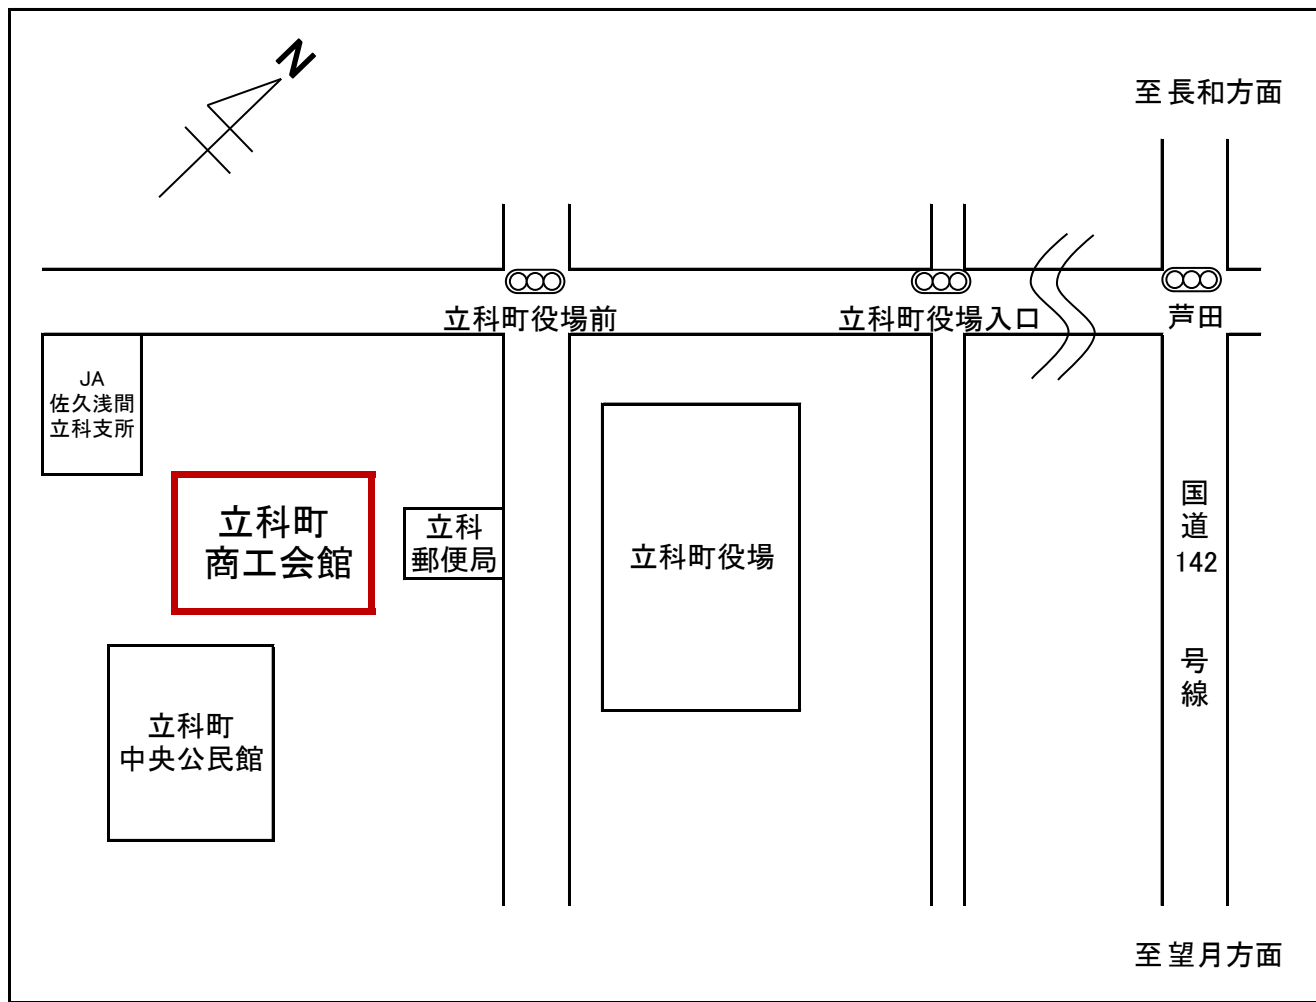 N
至 長和方面
立科町役場前
立科町役場入口
芦田
JA
佐久浅間
立科支所
立科町
商工会館
立科
郵便局
立科町役場
国
道
142
号
線
立科町
中央公民館
至 望月方面